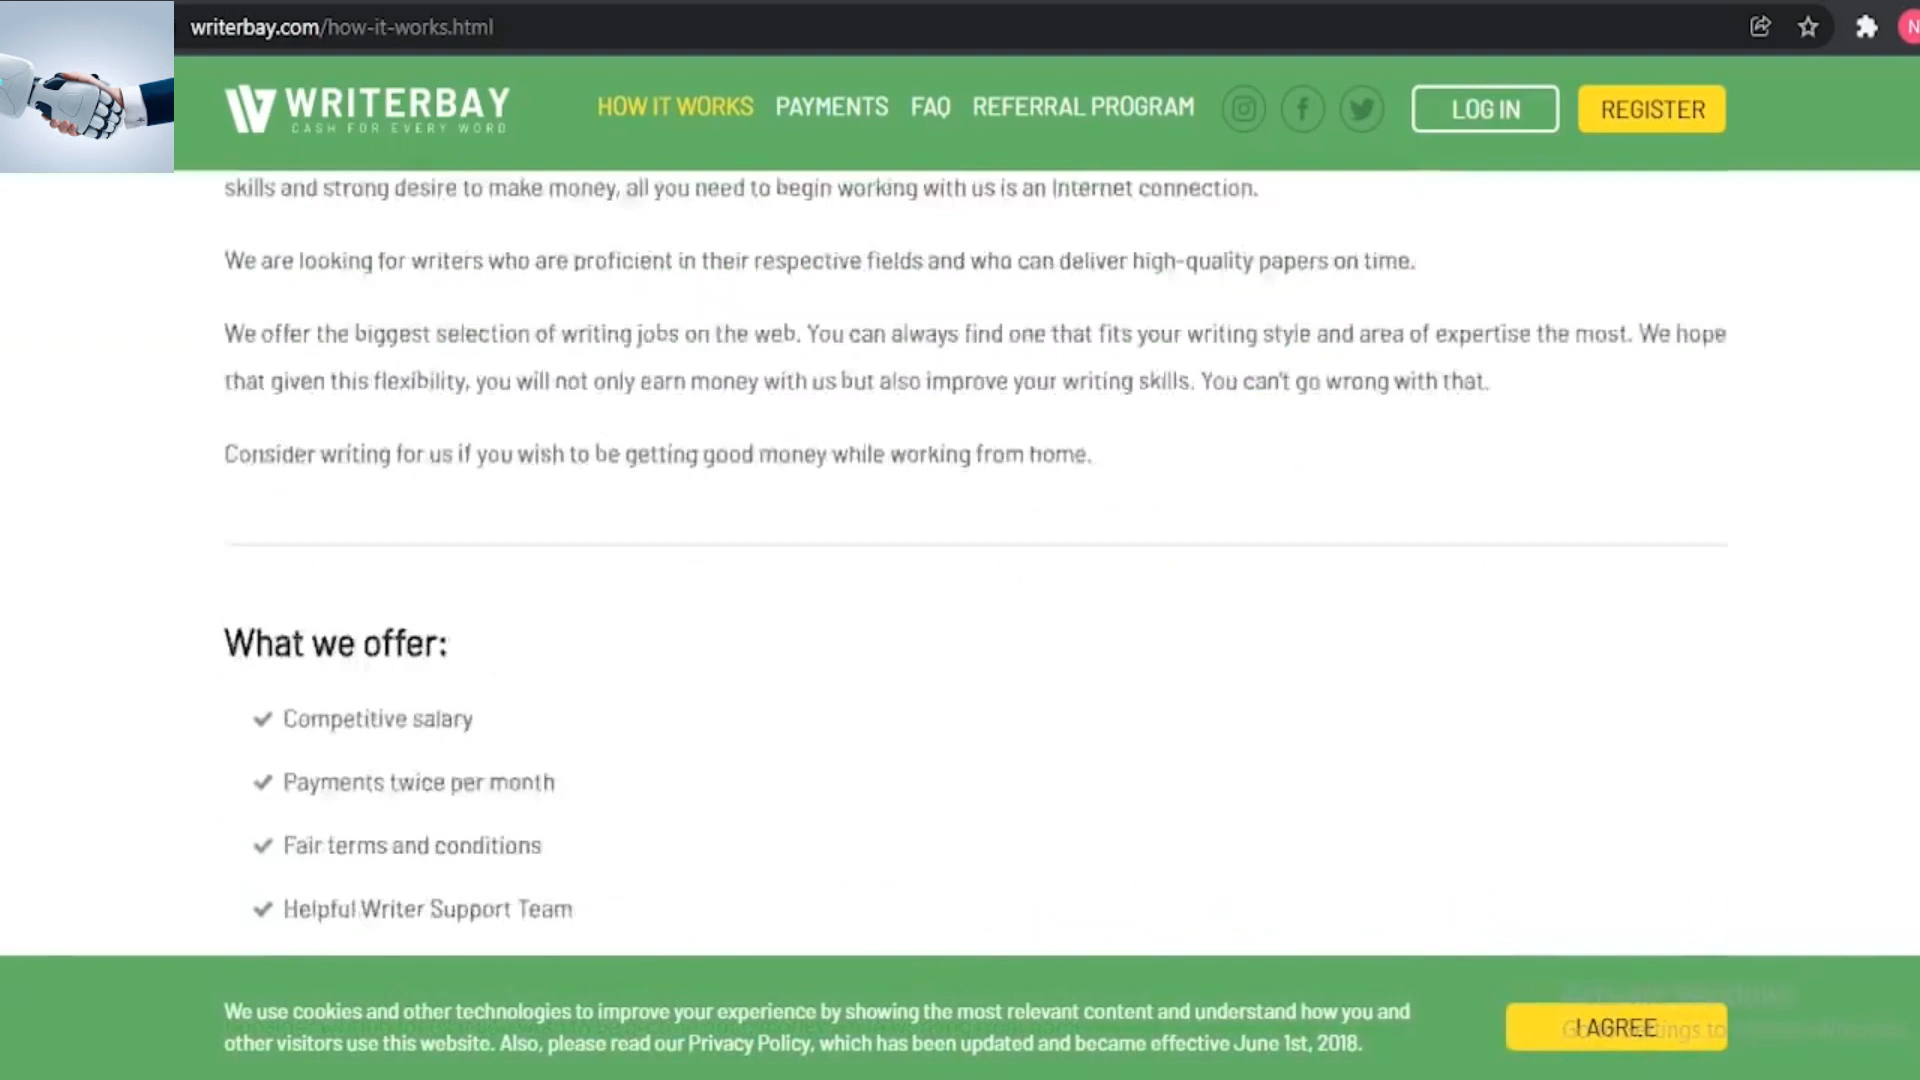 writerbay.com/how-it-works.html
N
WRITERBAY
CASH FOR EVERY WORD
HOW IT WORKS PAYMENTS FAQ REFERRAL PROGRAM LOG IN REGISTER
skills and strong desire to make money, all you need to begin working with us is an Internet connection.
We are looking for writers who are proficient in their respective fields and who can deliver high-quality papers on time.
We offer the biggest selection of writing jobs on the web. You can always find one that fits your writing style and area of expertise the most. We hope
that given this flexibility, you will not only earn money with us but also improve your writing skills. You can't go wrong with that.
Consider writing for us if you wish to be getting good money while working from home.
What we offer:
Competitive salary
Payments twice per month
Fair terms and conditions
Helpful Writer Support Team
We use cookies and other technologies to improve your experience by showing the most relevant content and understand how you and
other visitors use this website. Also, please read our Privacy Policy, which has been updated and became effective June 1st, 2018.
I AGREE